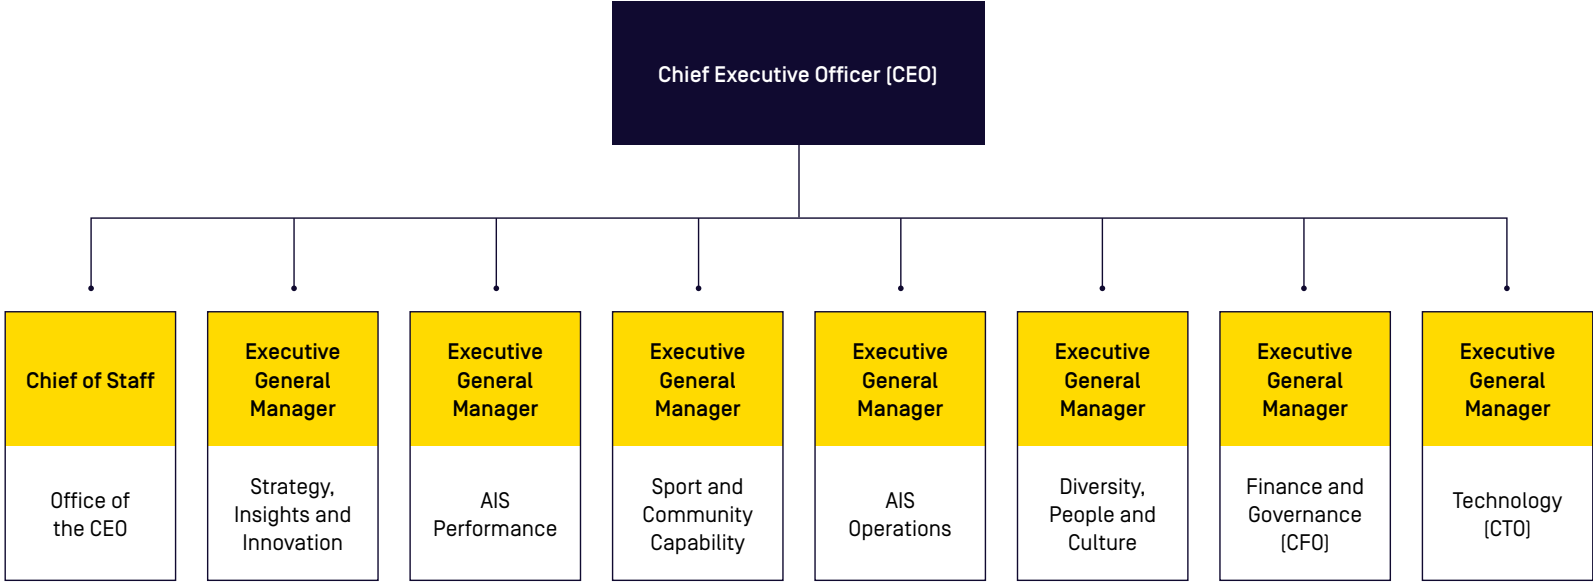 Chief Executive Officer (CEO)
Chief of Staff
Office of
the CEO
Executive
General
Manager
Strategy,
Insights and
Innovation
Executive
General
Manager
AIS
Performance
Executive
General
Manager
Sport and
Community
Capability
Executive
General
Manager
AIS
Operations
Executive
General
Manager
Diversity,
People and
Culture
Executive
General
Manager
Finance and
Governance
(CFO)
Executive
General
Manager
Technology
(CTO)